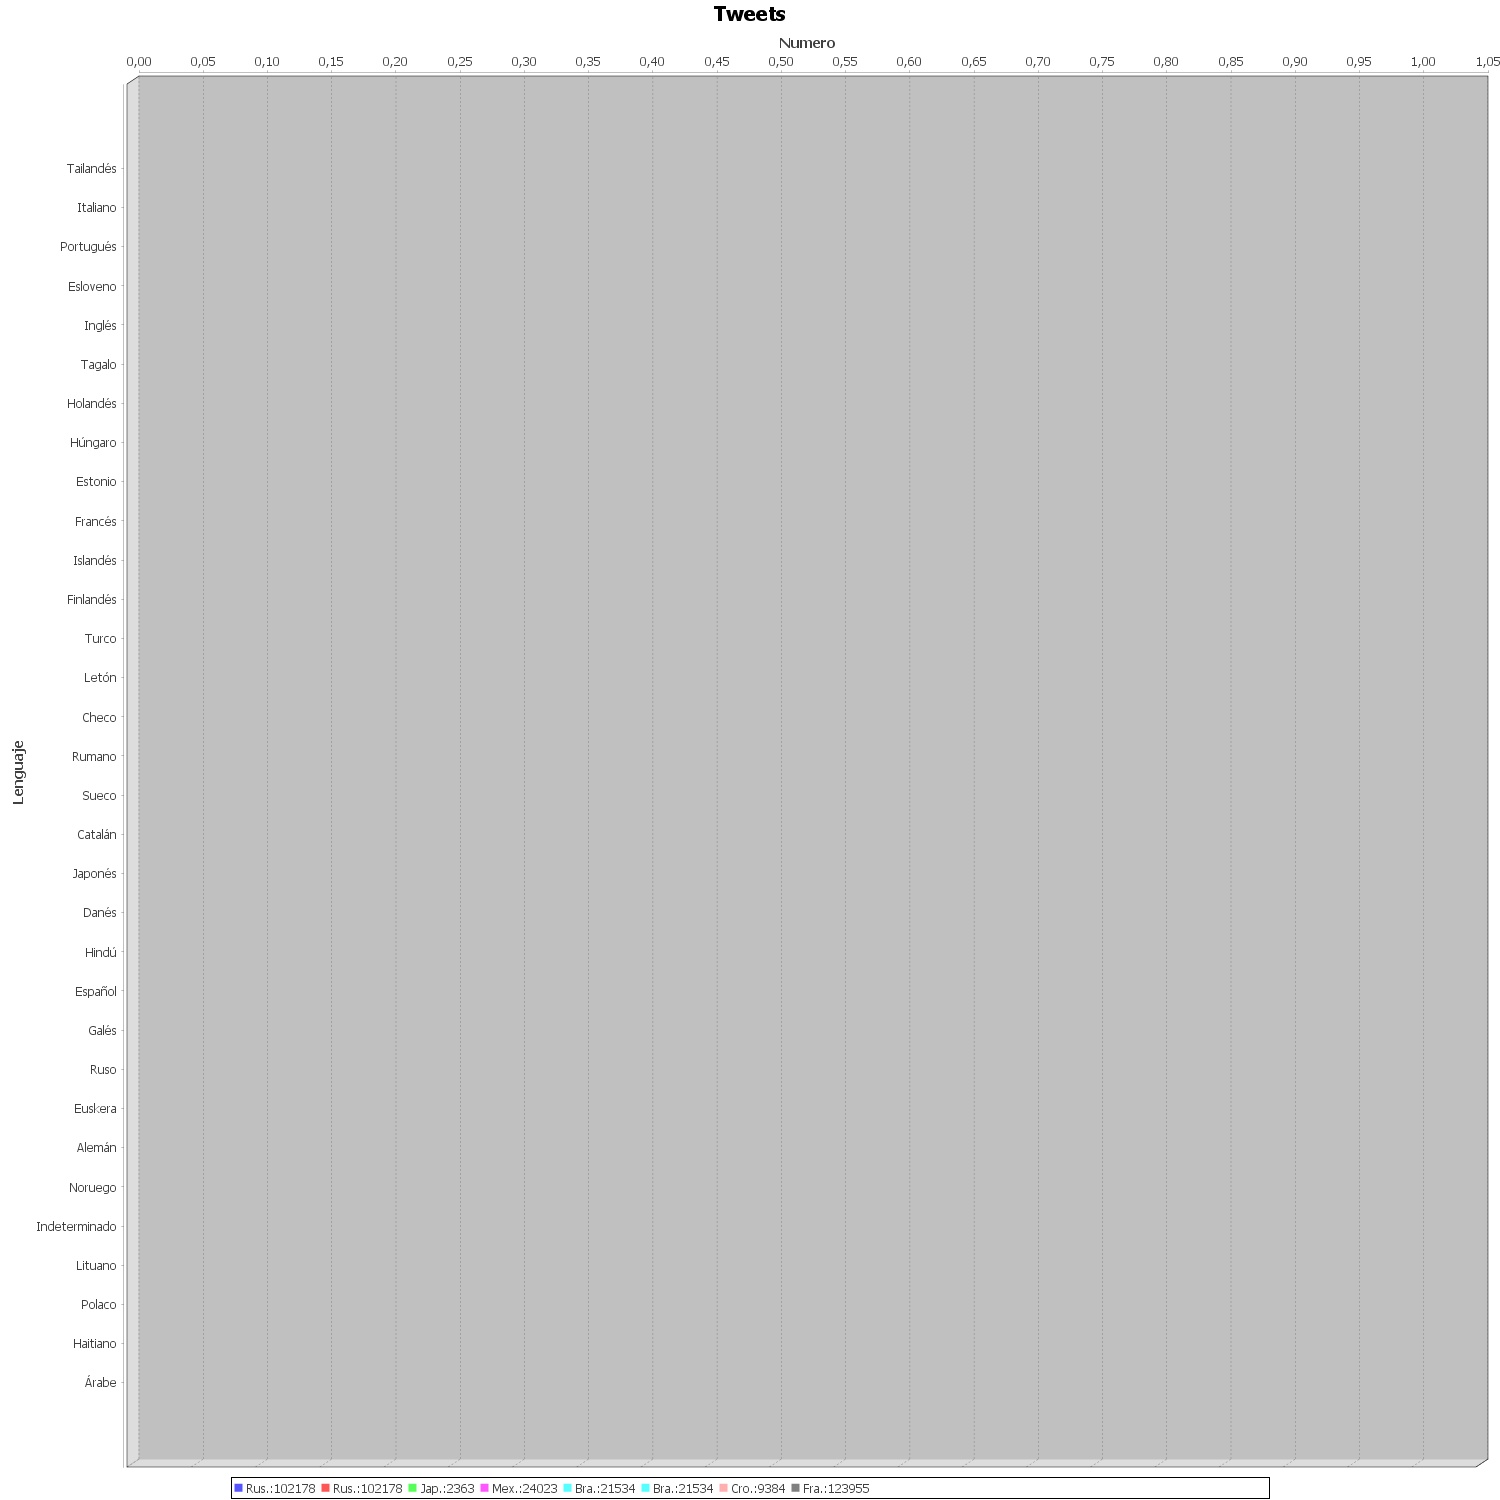 Tweets
Numero
0,00 0,05 0,10 0,15 0,20 0,25 0,30 0,35 0,40 0,45 0,50 0,55 0,60 0,65 0,70 0,75 0,80 0,85 0,90 0,95 1,00 1,05
Tailandés
Italiano
Portugués
Esloveno
Inglés
Tagalo
Holandés
Húngaro
Estonio
Francés
Islandés
Finlandés
Turco
Letón
Checo
Rumano
Lenguaje
Sueco
Catalán
Japonés
Danés
Hindú
Español
Galés
Ruso
Euskera
Alemán
Noruego
Indeterminado
Lituano
Polaco
Haitiano
Árabe
Rus.:102178 Rus.:102178 Jap.:2363 Mex.:24023 Bra.:21534 Bra.:21534 Cro.:9384 Fra.:123955